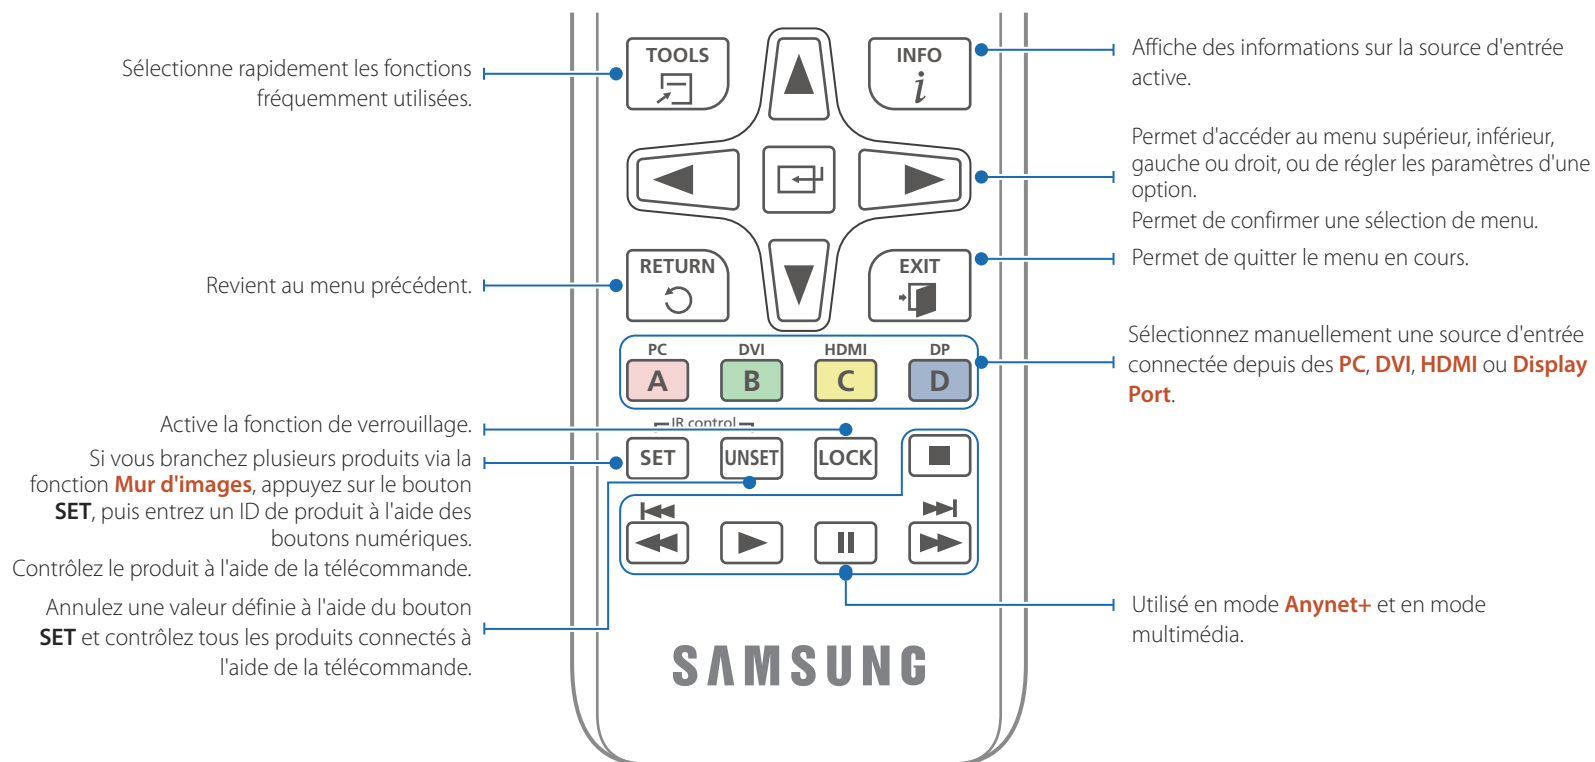 Sélectionne rapidement les fonctions
fréquemment utilisées.
TOOLS
INFO
i
Affiche des informations sur la source d'entrée
active.
Permet d'accéder au menu supérieur, inférieur,
gauche ou droit, ou de régler les paramètres d'une
option.
Permet de confirmer une sélection de menu.
Revient au menu précédent.
RETURN
EXIT
Permet de quitter le menu en cours.
PC DVI HDMI DP
A B C D
Sélectionnez manuellement une source d'entrée
connectée depuis des PC, DVI, HDMI ou Display
Port.
Active la fonction de verrouillage.
IR control
SET UNSET LOCK
Si vous branchez plusieurs produits via la
fonction Mur d'images, appuyez sur le bouton
SET, puis entrez un ID de produit à l'aide des
boutons numériques.
Contrôlez le produit à l'aide de la télécommande.
Annulez une valeur définie à l'aide du bouton
SET et contrôlez tous les produits connectés à
l'aide de la télécommande.
Utilisé en mode Anynet+ et en mode
multimédia.
SAMSUNG